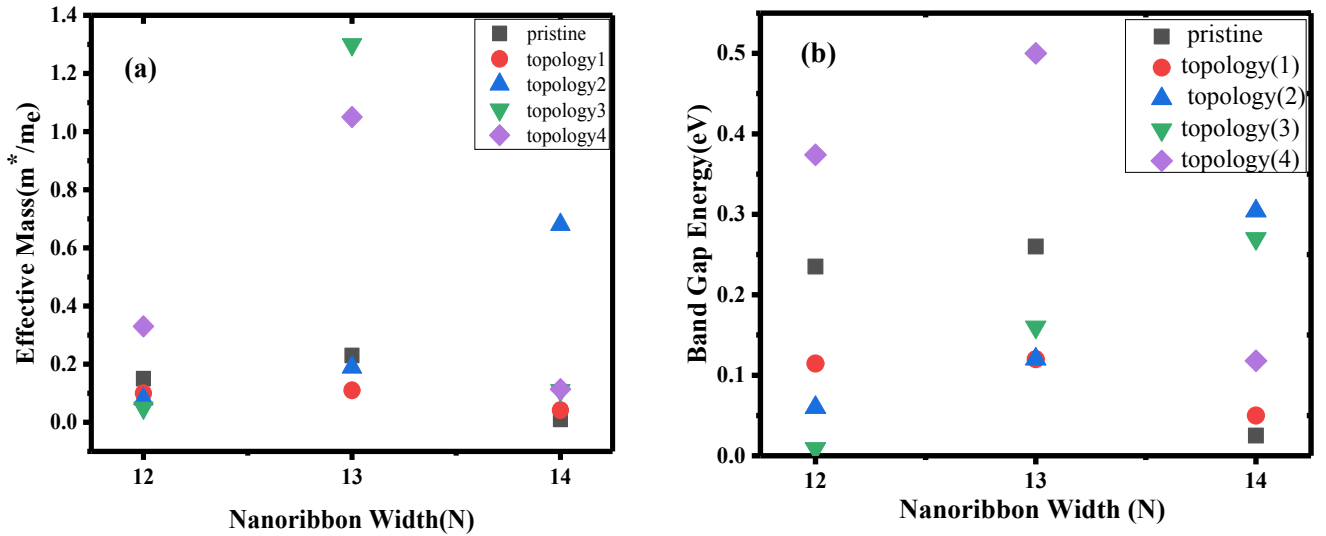 (a)
pristine
topology1
topology2
topology3
topology4
Effective Mass(m*/me)
1.4
1.2
1.0
0.8
0.6
0.4
0.2
0.0
12
13
14
Nanoribbon Width(N)
(b)
pristine
topology(1)
topology(2)
topology(3)
topology(4)
Band Gap Energy(eV)
0.5
0.4
0.3
0.2
0.1
0.0
12
13
14
Nanoribbon Width (N)